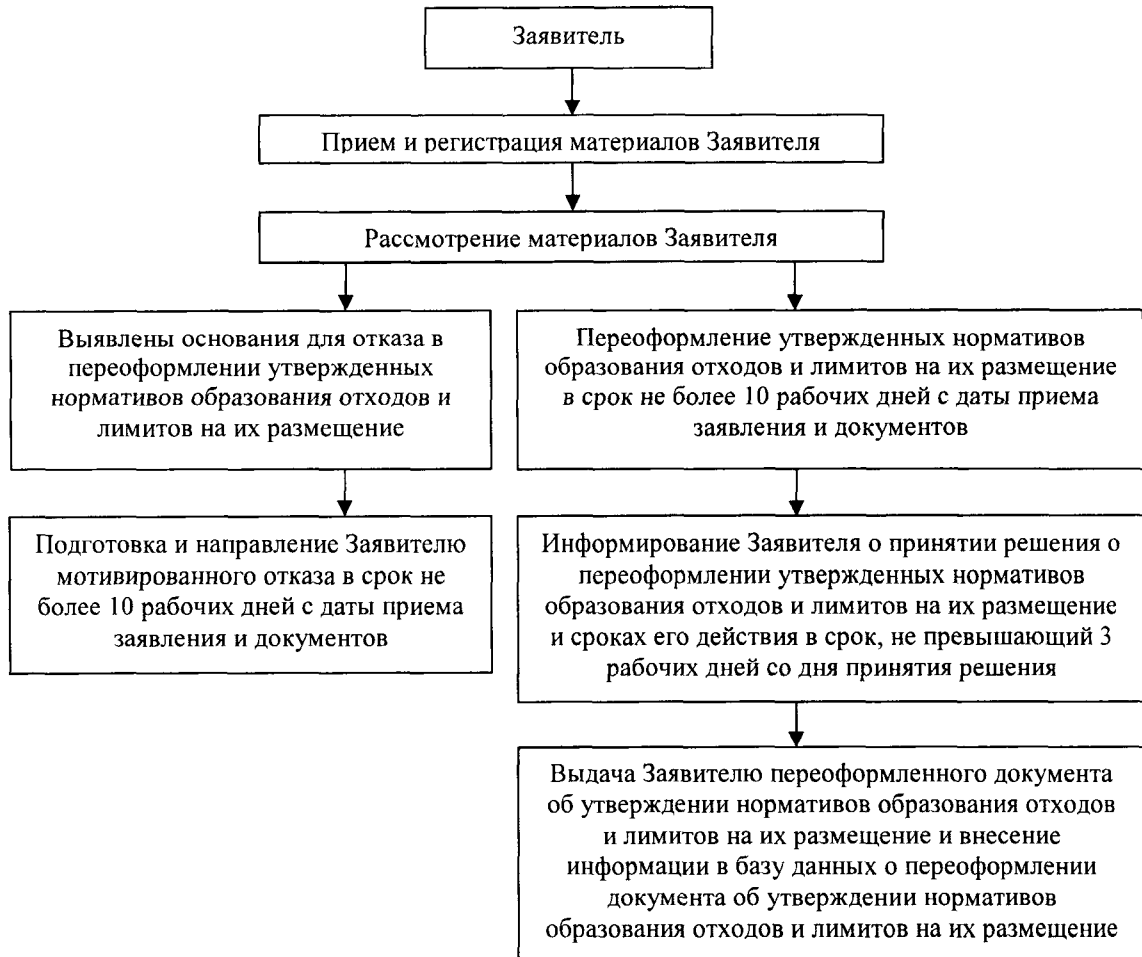 Заявитель
Прием и регистрация материалов Заявителя
Рассмотрение материалов Заявителя
Выявлены основания для отказа в
переоформлении утвержденных
нормативов образования отходов и
лимитов на их размещение
Переоформление утвержденных нормативов
образования отходов и лимитов на их размещение
в срок не более 10 рабочих дней с даты приема
заявления и документов
Подготовка и направление Заявителю
мотивированного отказа в срок не
более 10 рабочих дней с даты приема
заявления и документов
Информирование Заявителя о принятии решения о
переоформлении утвержденных нормативов
образования отходов и лимитов на их размещение
и сроках его действия в срок, не превышающий 3
рабочих дней со дня принятия решения
Выдача Заявителю переоформленного документа
об утверждении нормативов образования отходов
и лимитов на их размещение и внесение
информации в базу данных о переоформлении
документа об утверждении нормативов
образования отходов и лимитов на их размещение